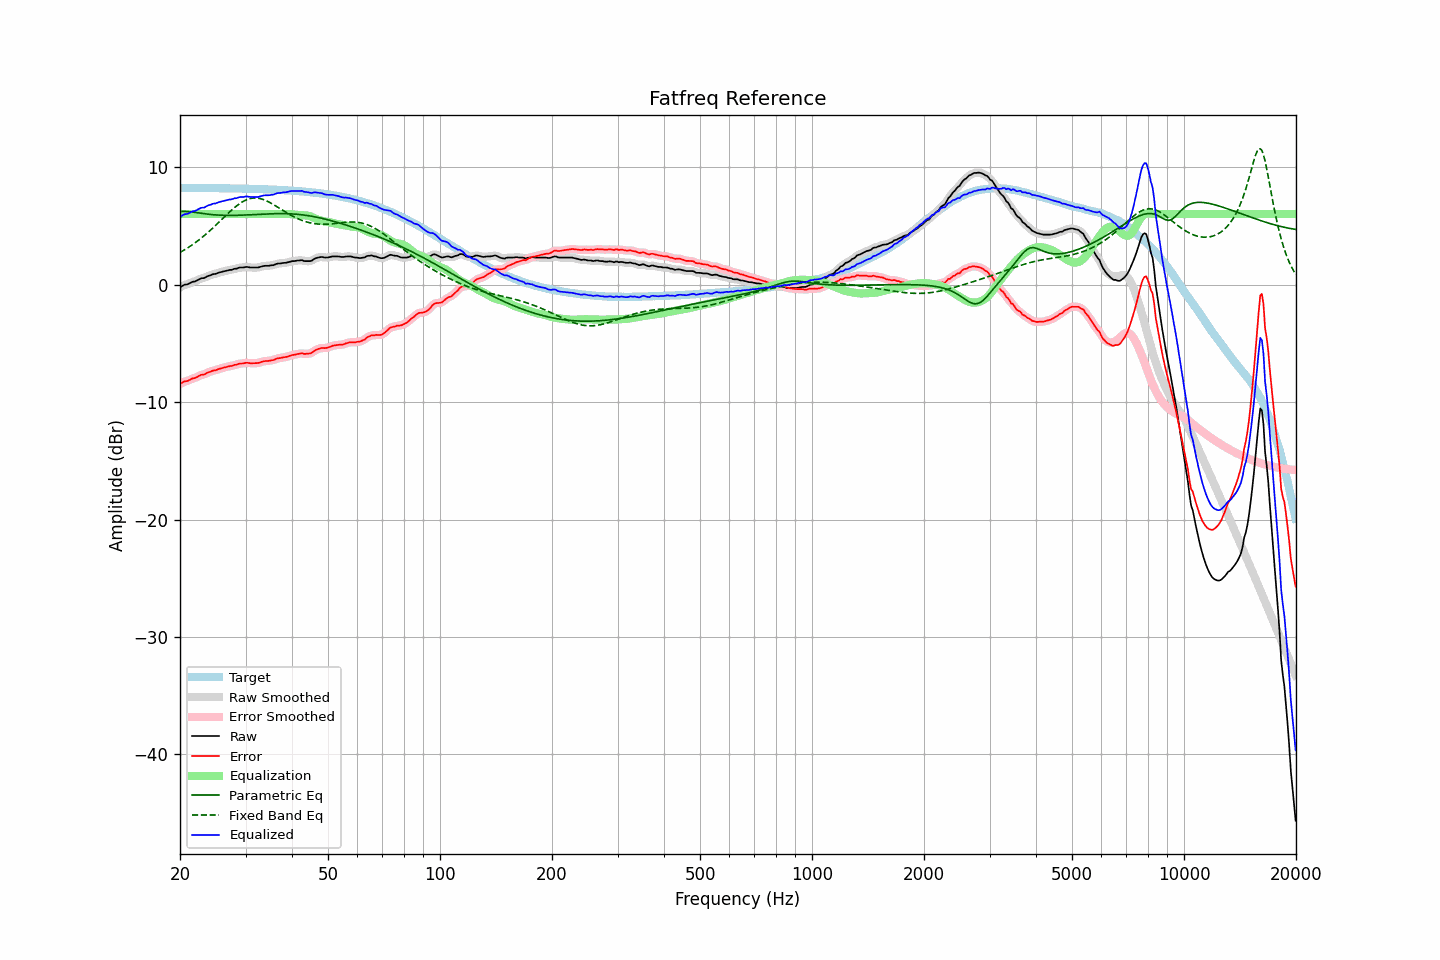 Fatfreq Reference
Amplitude (dBr)
10
0
−10
−20
−30
−40
Target
Raw Smoothed
Error Smoothed
Raw
Error
Equalization
Parametric Eq
Fixed Band Eq
Equalized
20 50 100 200 500 1000 2000 5000 10000 20000
Frequency (Hz)